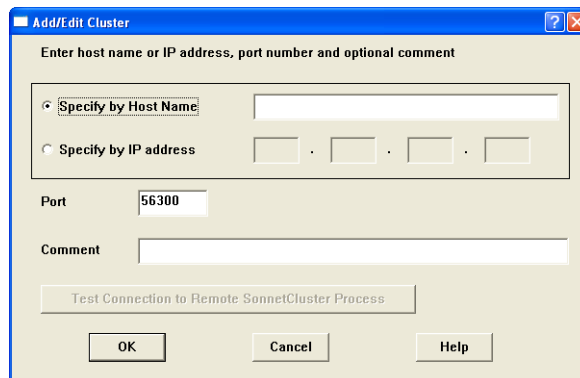 Add/Edit Cluster
Enter host name or IP address, port number and optional comment
Specify by Host Name
Specify by IP address . . .
Port 56300
Comment
Test Connection to Remote SonnetCluster Process
OK Cancel Help